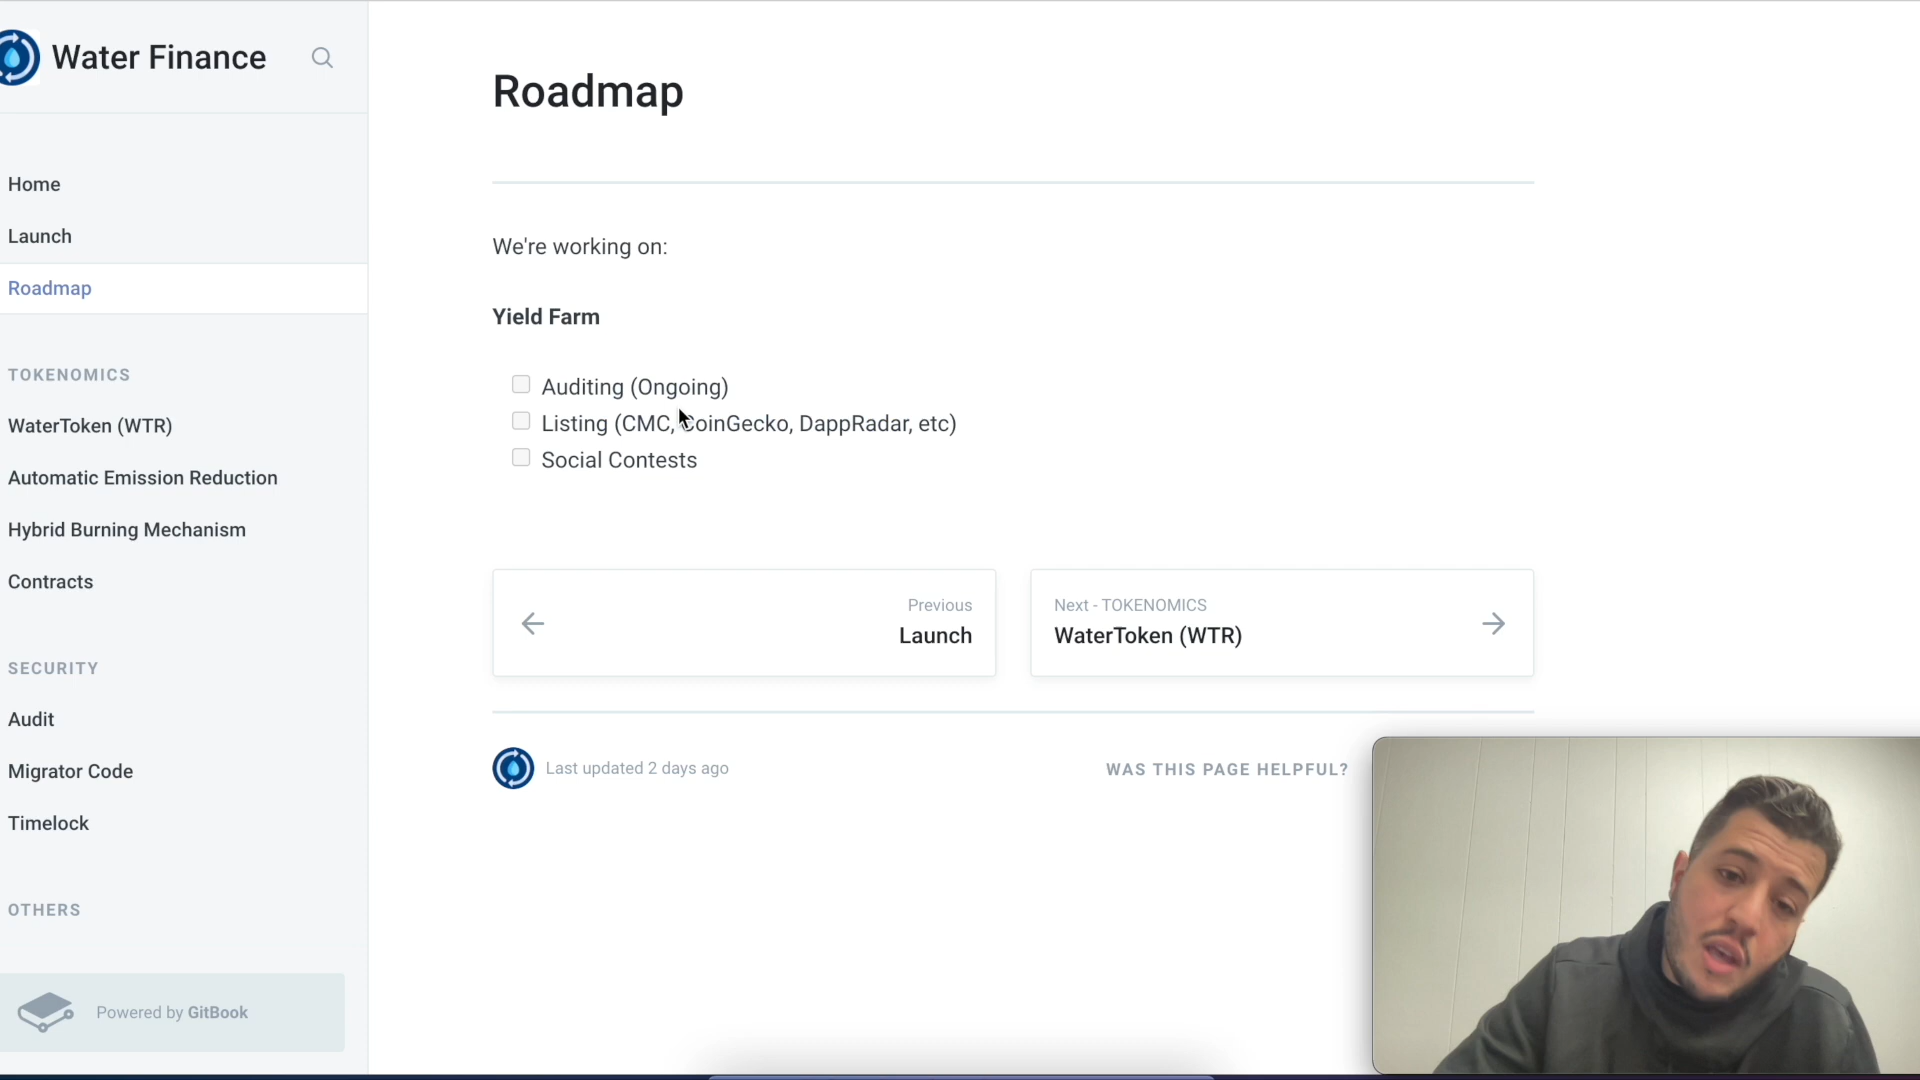 Water Finance
Home
Launch
Roadmap
TOKENOMICS
WaterToken (WTR)
Automatic Emission Reduction
Hybrid Burning Mechanism
Contracts
SECURITY
Audit
Migrator Code
Timelock
OTHERS
Powered by GitBook
Roadmap
We're working on:
Yield Farm
Auditing (Ongoing)
Listing (CMC, CoinGecko, DappRadar, etc)
Social Contests
Previous
Launch
Next - TOKENOMICS
WaterToken (WTR)
Last updated 2 days ago
WAS THIS PAGE HELPFUL?